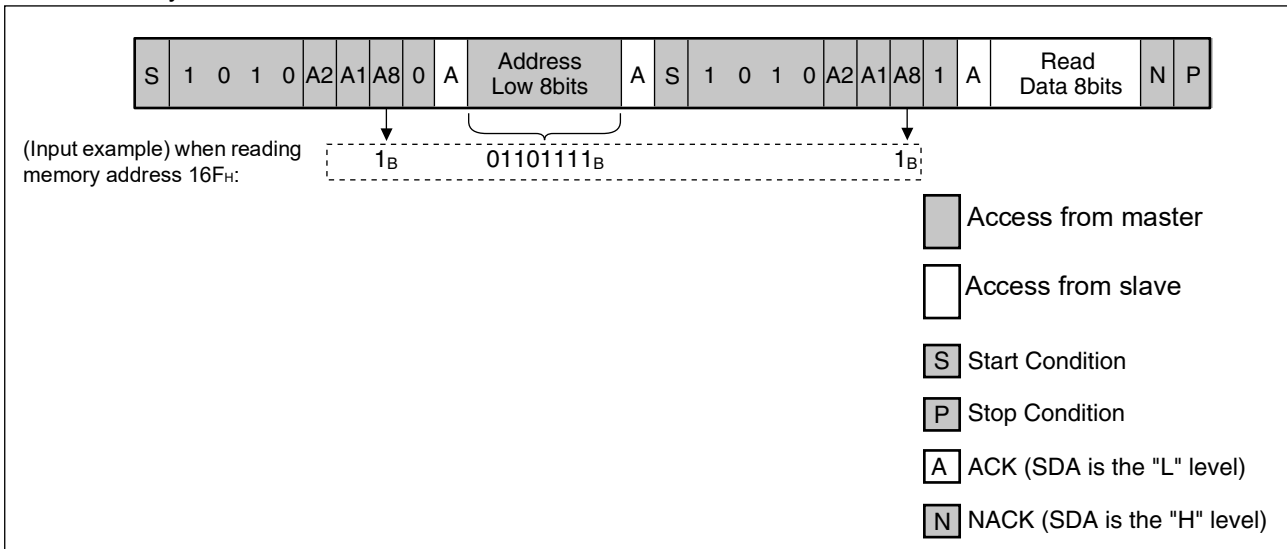 S 1 0 1 0 A2 A1 A8 0 A Address Low 8bits A S 1 0 1 0 A2 A1 A8 1 A Read Data 8bits N P
(Input example) when reading
memory address 16FH:
1B 01101111B 1B
Access from master
Access from slave
S Start Condition
P Stop Condition
A ACK (SDA is the "L" level)
N NACK (SDA is the "H" level)